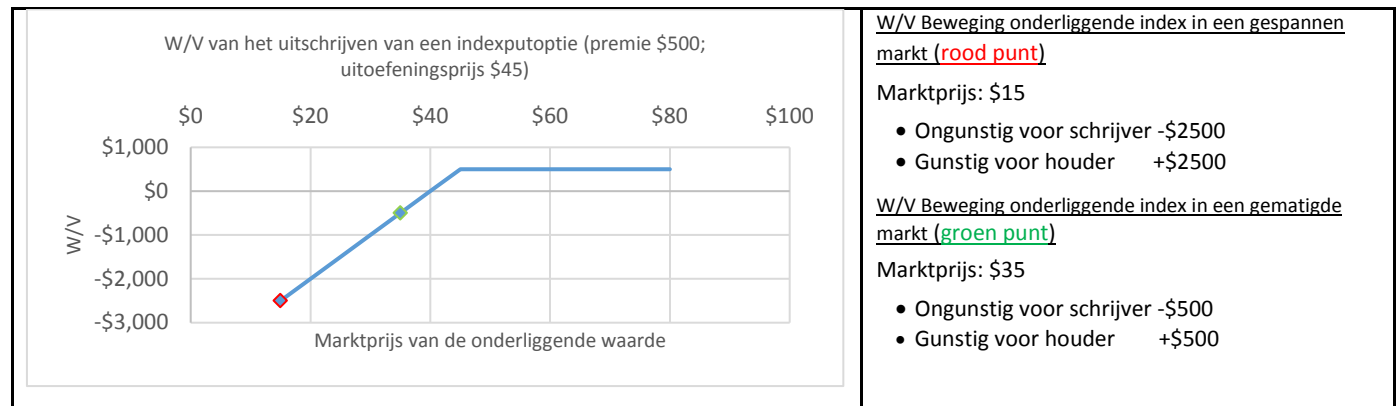 W/V van het uitschrijven van een indexputoptie (premie $500;
uitoefeningsprijs $45)
$0 $20 $40 $60 $80 $100
$1,000
$0
-$1,000
-$2,000
-$3,000
W/V
Marktprijs van de onderliggende waarde
W/V Beweging onderliggende index in een gespannen
markt (rood punt)
Marktprijs: $15
• Ongunstig voor schrijver -$2500
• Gunstig voor houder +$2500
W/V Beweging onderliggende index in een gematigde
markt (groen punt)
Marktprijs: $35
• Ongunstig voor schrijver -$500
• Gunstig voor houder +$500